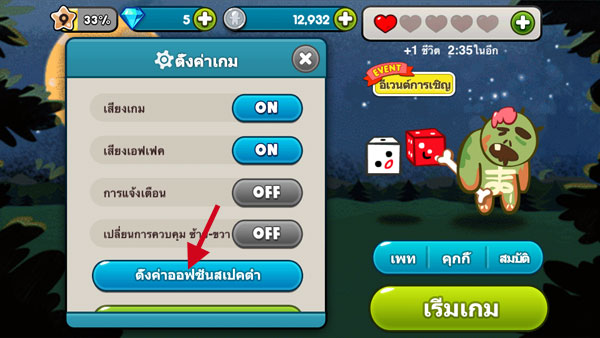 33%
5
12,932
+1 ชีวิต 2:35ในอีก
ตั้งค่าเกม
EVENT
อีเวนต์การเชิญ
เสียงเกม ON
เสียงเอฟเฟค ON
การแจ้งเตือน OFF
เปลี่ยนการควบคุม ซ้าย-ขวา OFF
ตั้งค่าออฟชันสเปคต่ำ
เพท คุกกี้ สมบัติ
เริ่มเกม